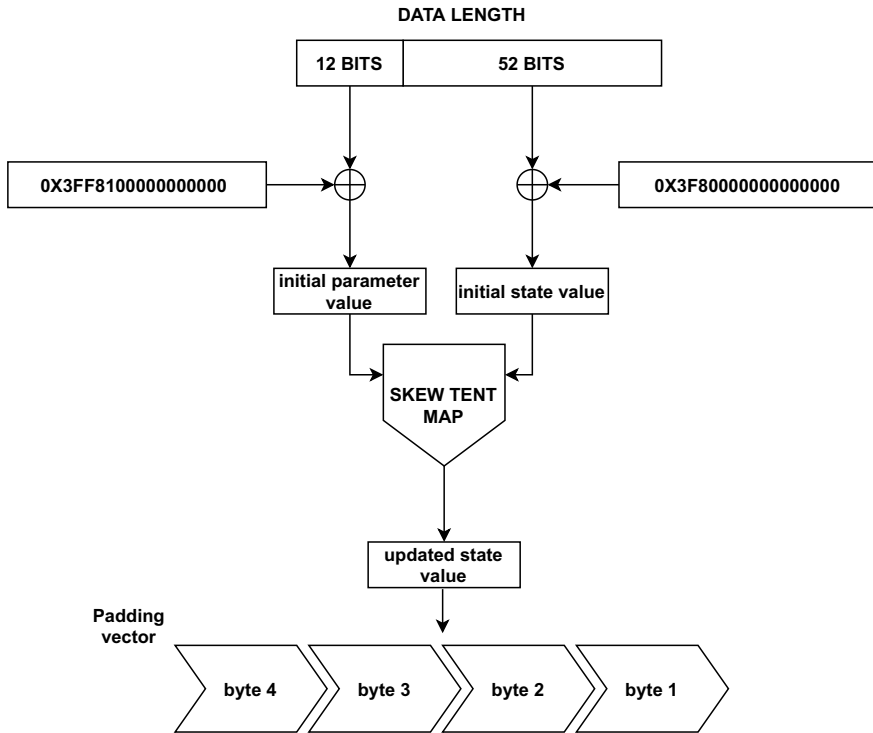 DATA LENGTH
12 BITS
52 BITS
0X3FF8100000000000
0X3F80000000000000
initial parameter
value
initial state value
SKEW TENT
MAP
updated state
value
Padding
vector
byte 4
byte 3
byte 2
byte 1